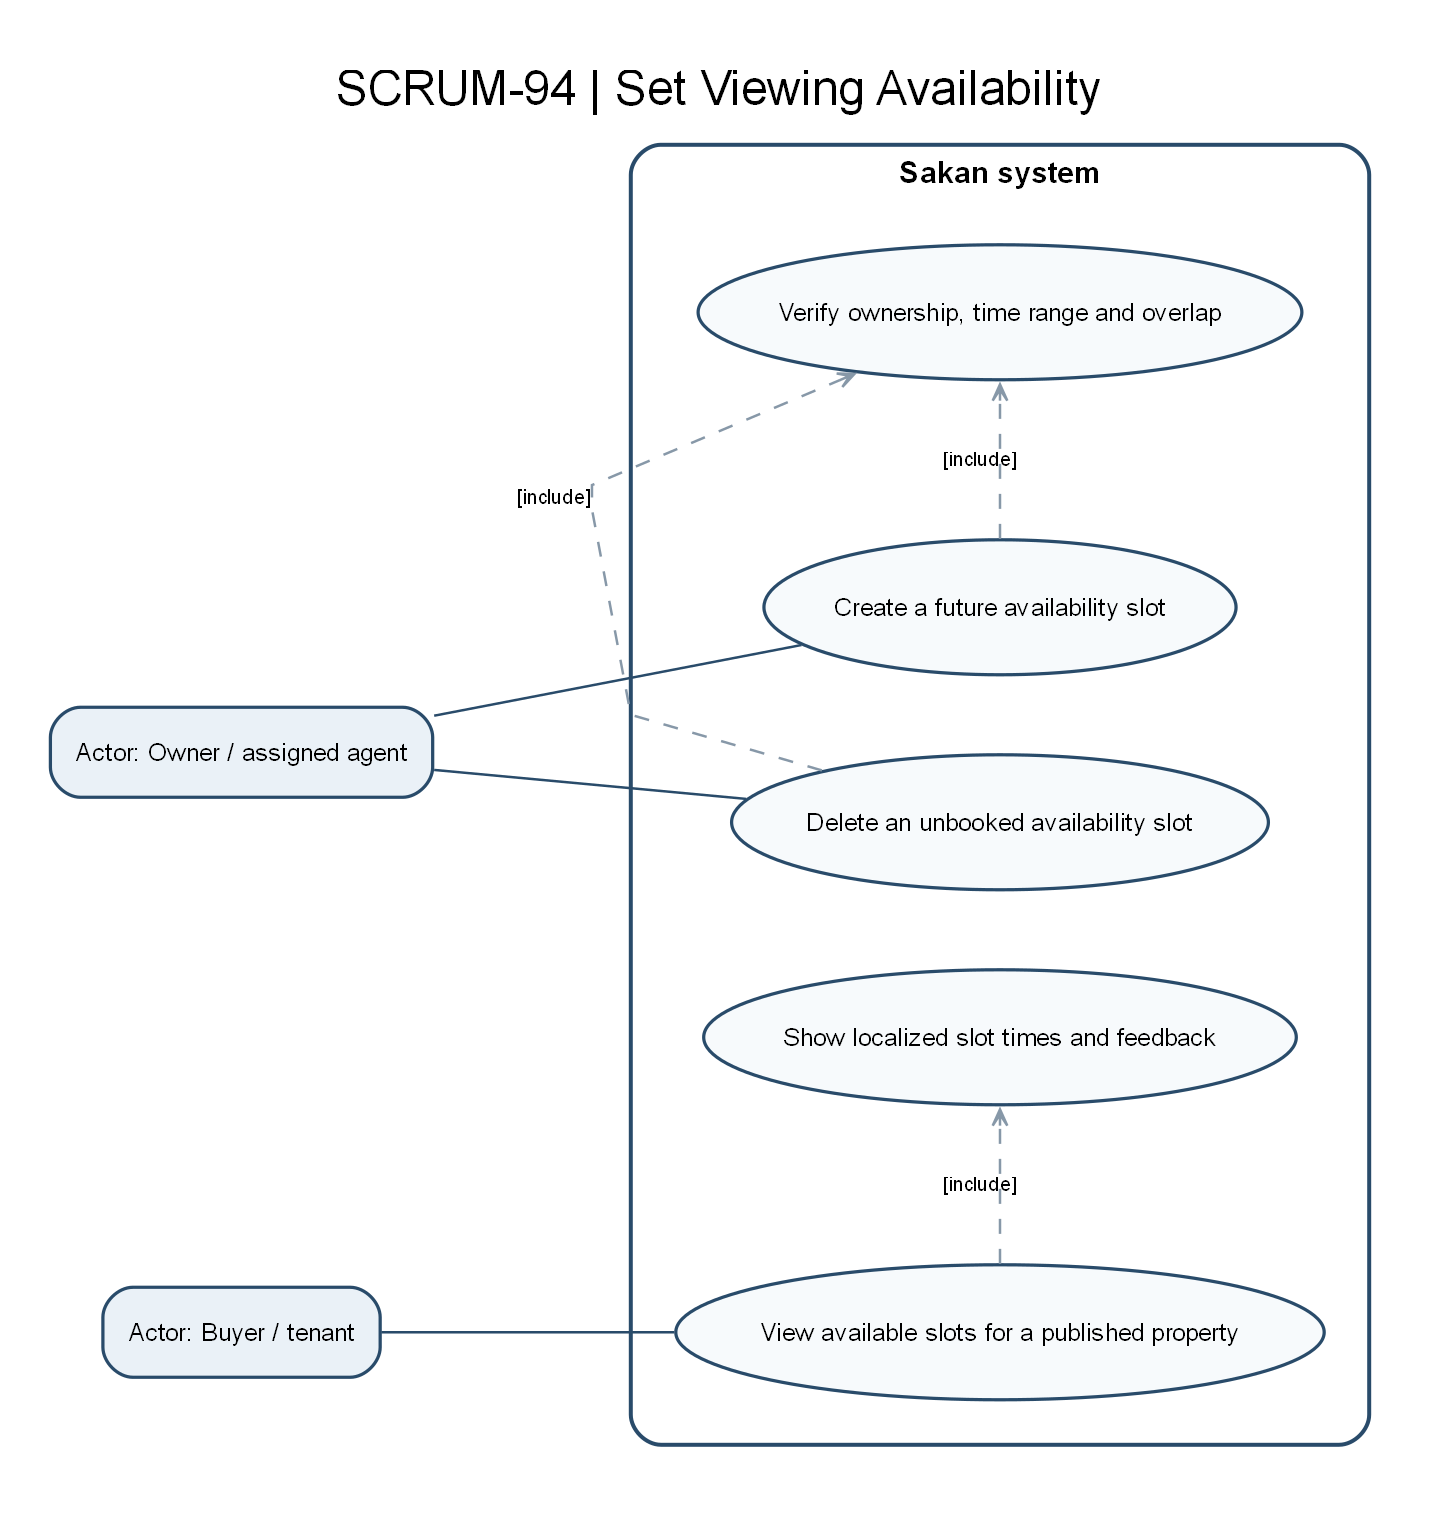 SCRUM-94 | Set Viewing Availability
Sakan system
Verify ownership, time range and overlap
[include]
[include]
Create a future availability slot
Actor: Owner / assigned agent
Delete an unbooked availability slot
Show localized slot times and feedback
[include]
Actor: Buyer / tenant
View available slots for a published property